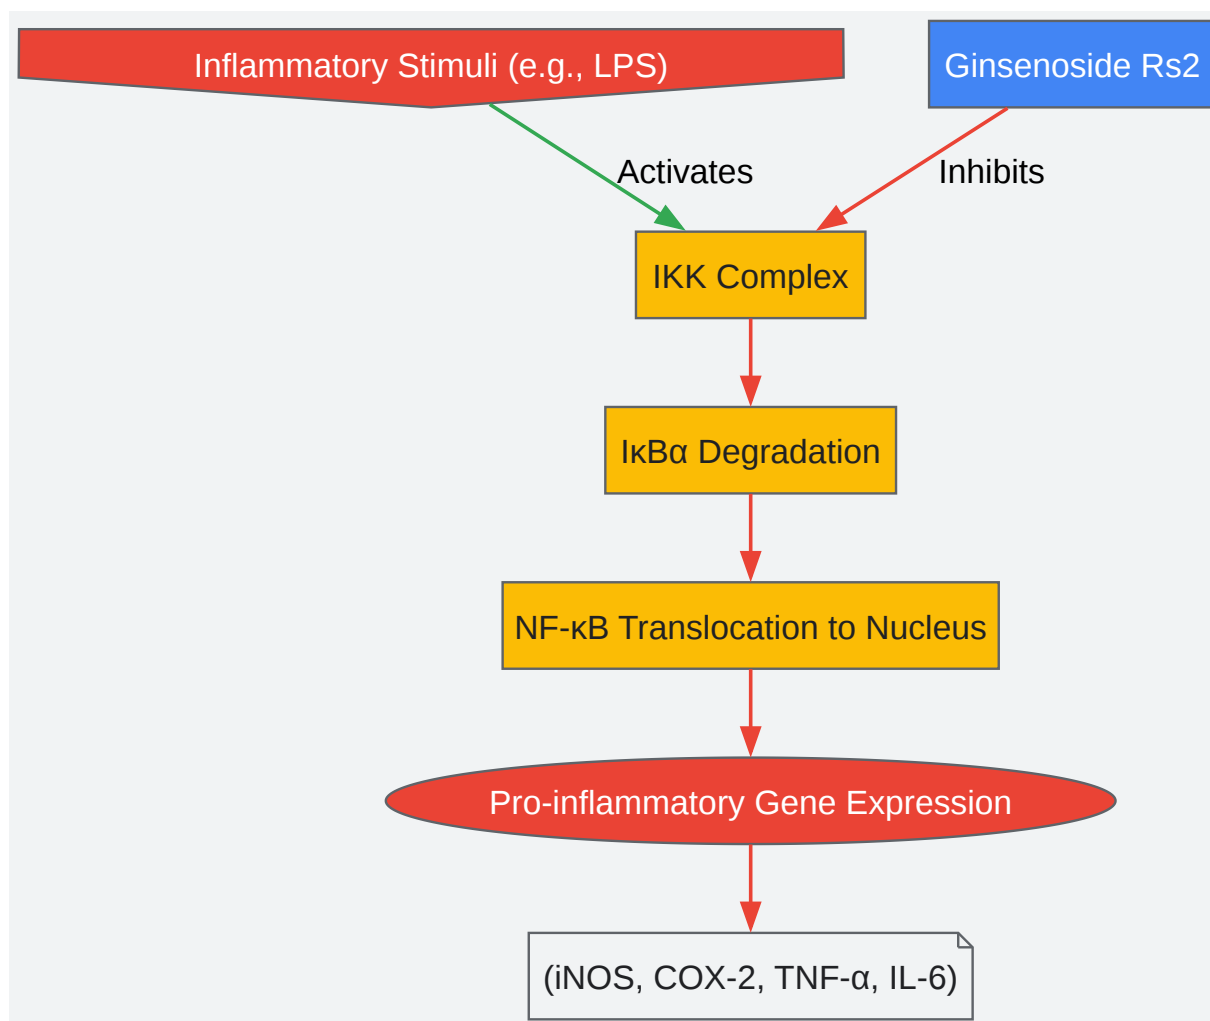 Inflammatory Stimuli (e.g., LPS)
Ginsenoside Rs2
Activates
Inhibits
IKK Complex
IκBα Degradation
NF-κB Translocation to Nucleus
Pro-inflammatory Gene Expression
(iNOS, COX-2, TNF-α, IL-6)